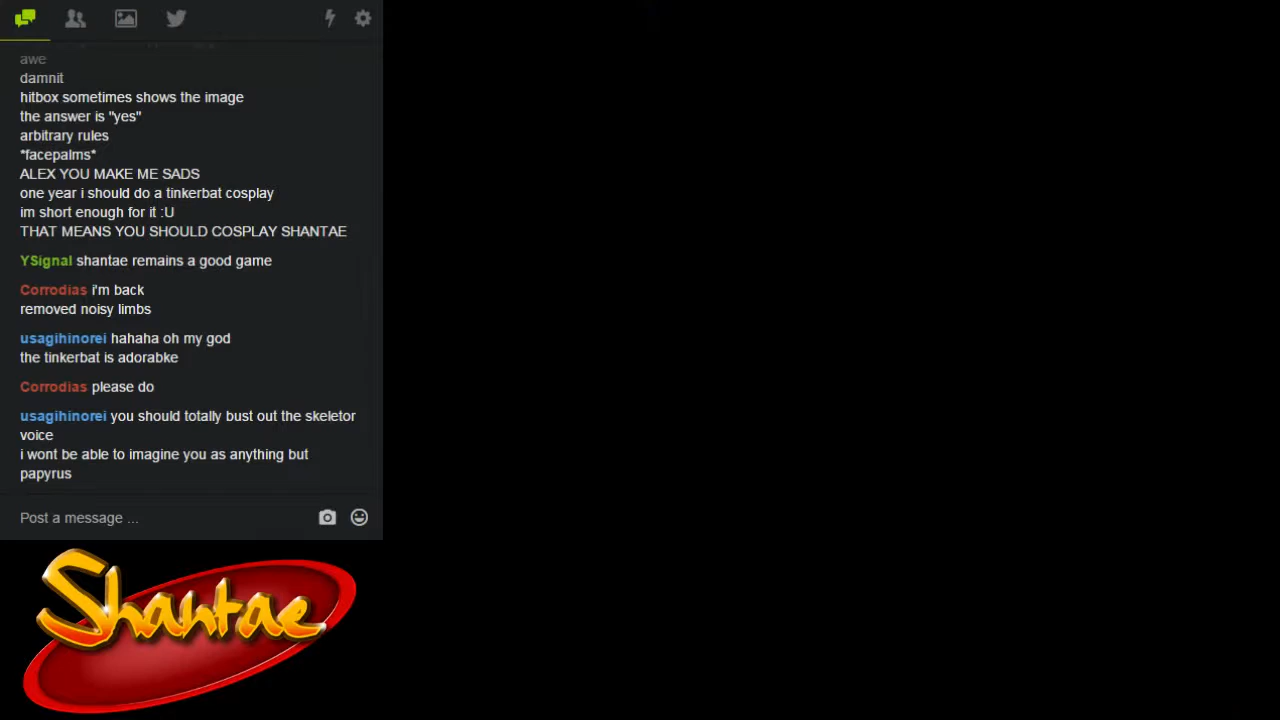 awe
damnit
hitbox sometimes shows the image
the answer is "yes"
arbitrary rules
*facepalms*
ALEX YOU MAKE ME SADS
one year i should do a tinkerbat cosplay
im short enough for it :U
THAT MEANS YOU SHOULD COSPLAY SHANTAE
YSignal shantae remains a good game
Corrodias i'm back
removed noisy limbs
usagihinorei hahaha oh my god
the tinkerbat is adorabke
Corrodias please do
usagihinorei you should totally bust out the skeletor
voice
i wont be able to imagine you as anything but
papyrus
Post a message ...
Shantae